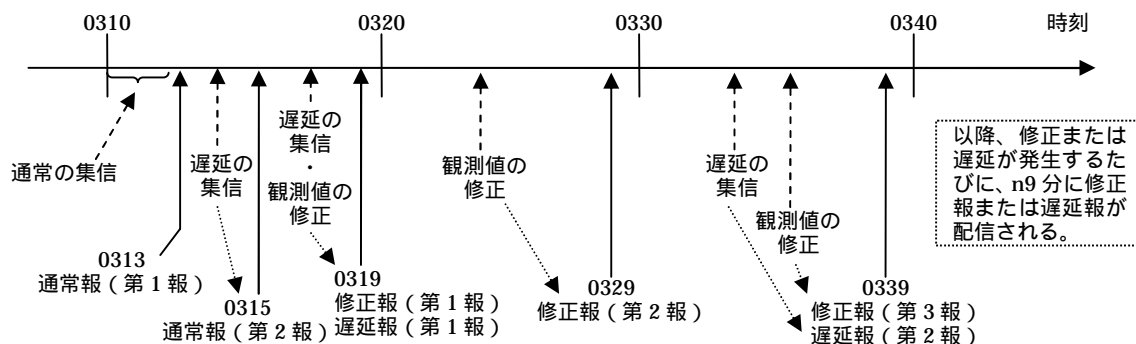 0310
0320
0330
0340
時刻
通常の集信
遅延の
集信
遅延の
集信
・
観測値の
修正
観測値の
修正
遅延の
集信
観測値の
修正
以降、修正または
遅延が発生するた
びに、n9 分に修正
報または遅延報が
配信される。
0313
通常報（第 1 報）
0315
通常報（第 2 報）
0319
修正報（第 1 報）
遅延報（第 1 報）
0329
修正報（第 2 報）
0339
修正報（第 3 報）
遅延報（第 2 報）